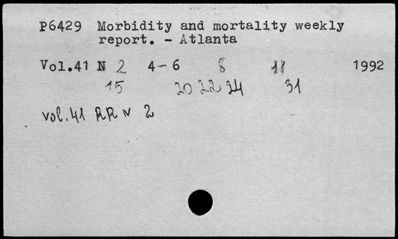 P6429 Morbidity and mortality weekly
report. - Atlanta
Vol.41 N 2 4-6 8 11 1992
15 20 22 24 31
vol.41 RR N 2